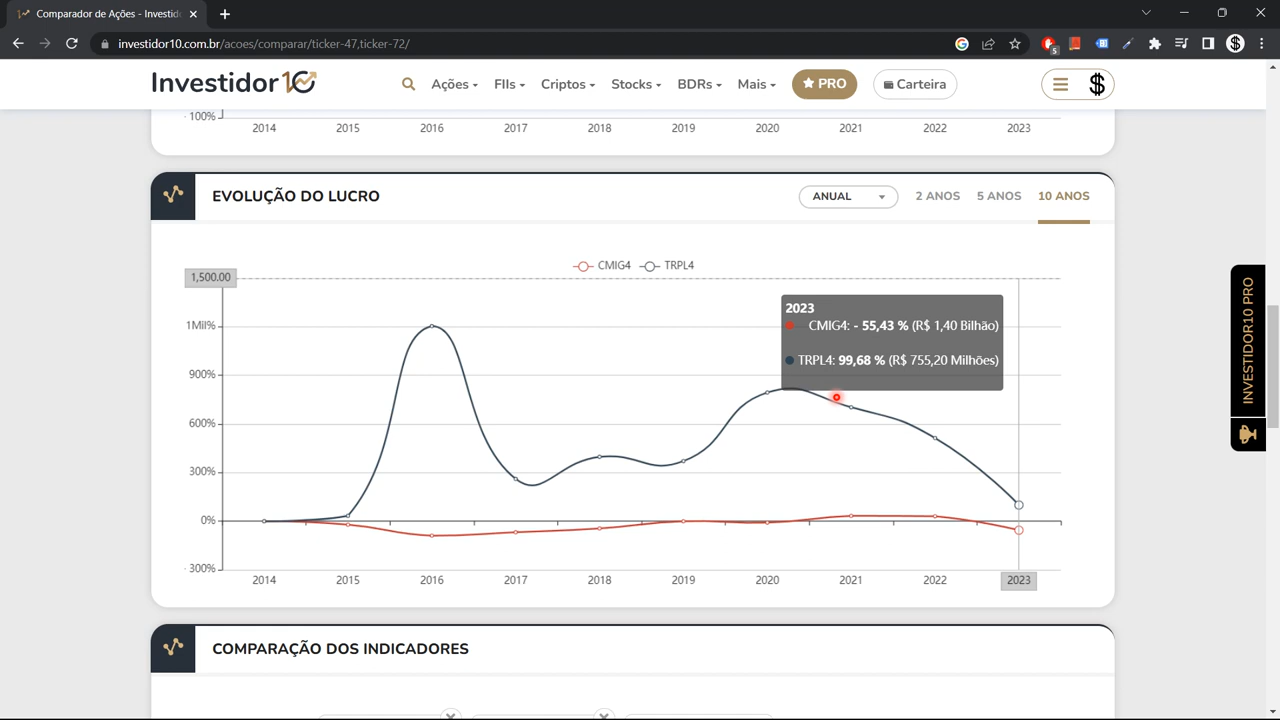 Comparador de Ações - Investido
investidor10.com.br/acoes/comparar/ticker-47,ticker-72/
5
Investidor10
Ações
FIIs
Criptos
Stocks
BDRs
Mais
PRO
Carteira
$
- 100%
2014 2015 2016 2017 2018 2019 2020 2021 2022 2023
EVOLUÇÃO DO LUCRO
ANUAL
2 ANOS
5 ANOS
10 ANOS
CMIG4 TRPL4
1,500.00
1Mil%
900%
600%
300%
0%
- 300%
2023
CMIG4: - 55,43 % (R$ 1,40 Bilhão)
TRPL4: 99,68 % (R$ 755,20 Milhões)
2014 2015 2016 2017 2018 2019 2020 2021 2022 2023
INVESTIDOR10 PRO
COMPARAÇÃO DOS INDICADORES